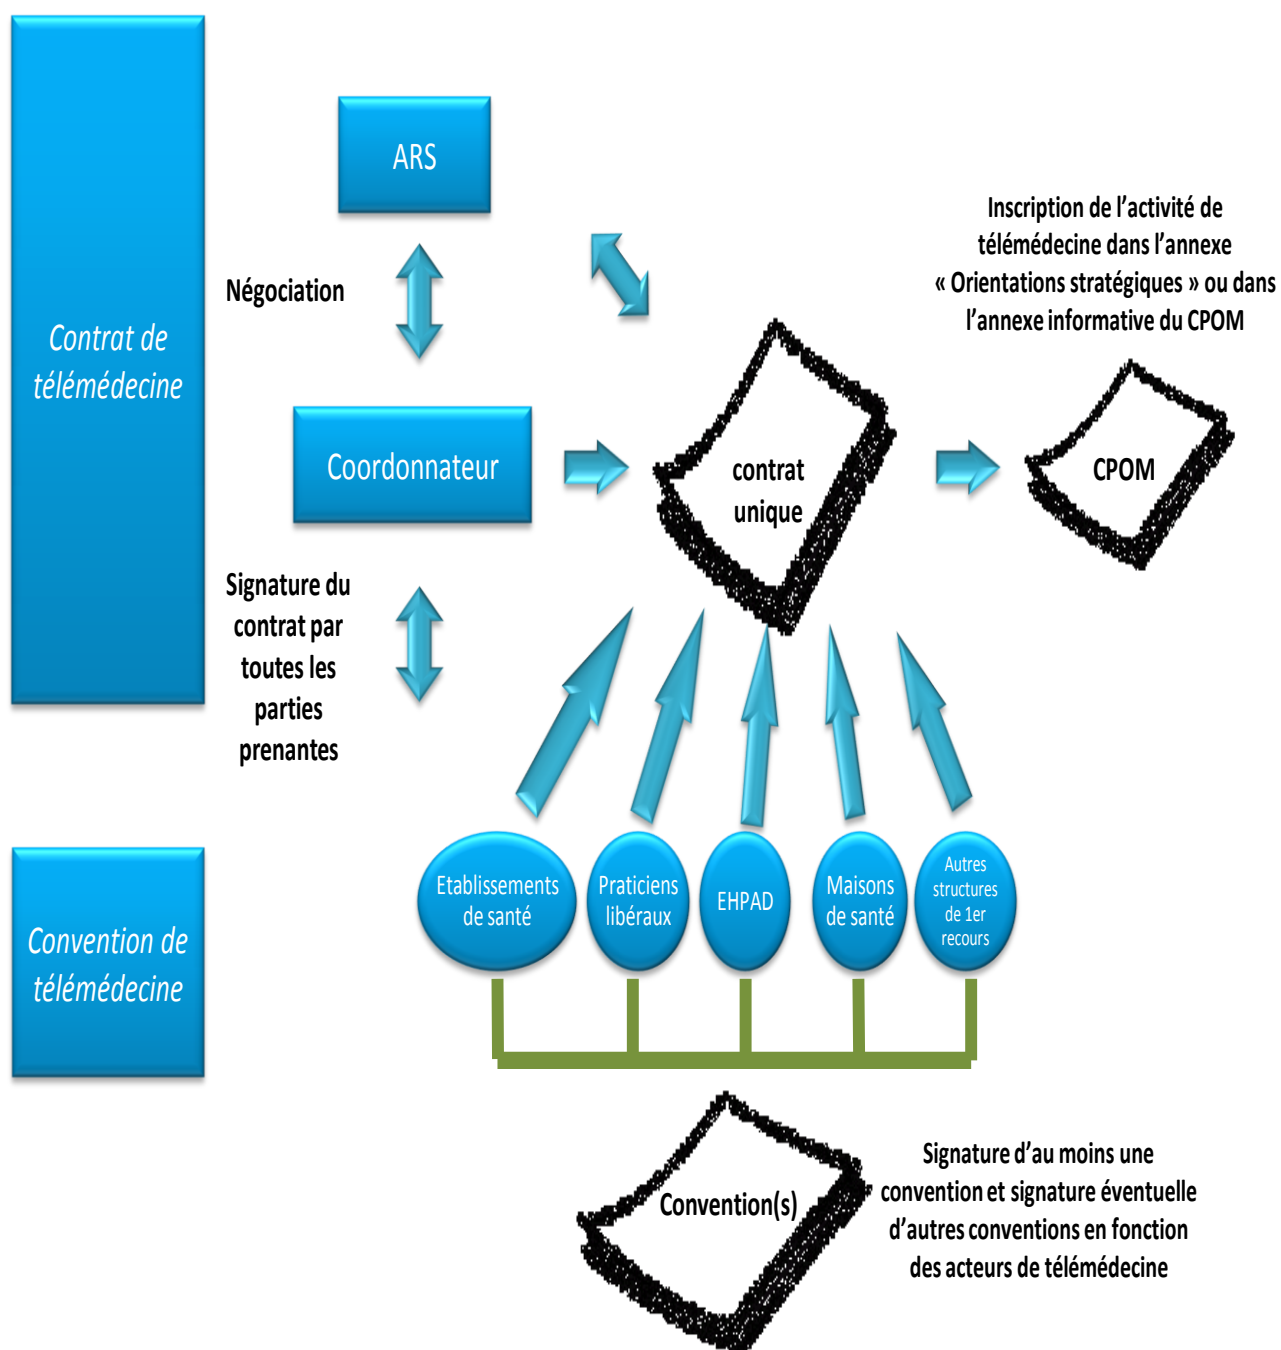 ARS
Inscription de l’activité de
télémédecine dans l’annexe
« Orientations stratégiques » ou dans
l’annexe informative du CPOM
Négociation
Contrat de
télémédecine
Coordonnateur
contrat
unique
CPOM
Signature du
contrat par
toutes les
parties
prenantes
Etablissements
de santé
Praticiens
libéraux
EHPAD
Maisons
de santé
Autres
structures
de 1er
recours
Convention de
télémédecine
Convention(s)
Signature d’au moins une
convention et signature éventuelle
d’autres conventions en fonction
des acteurs de télémédecine